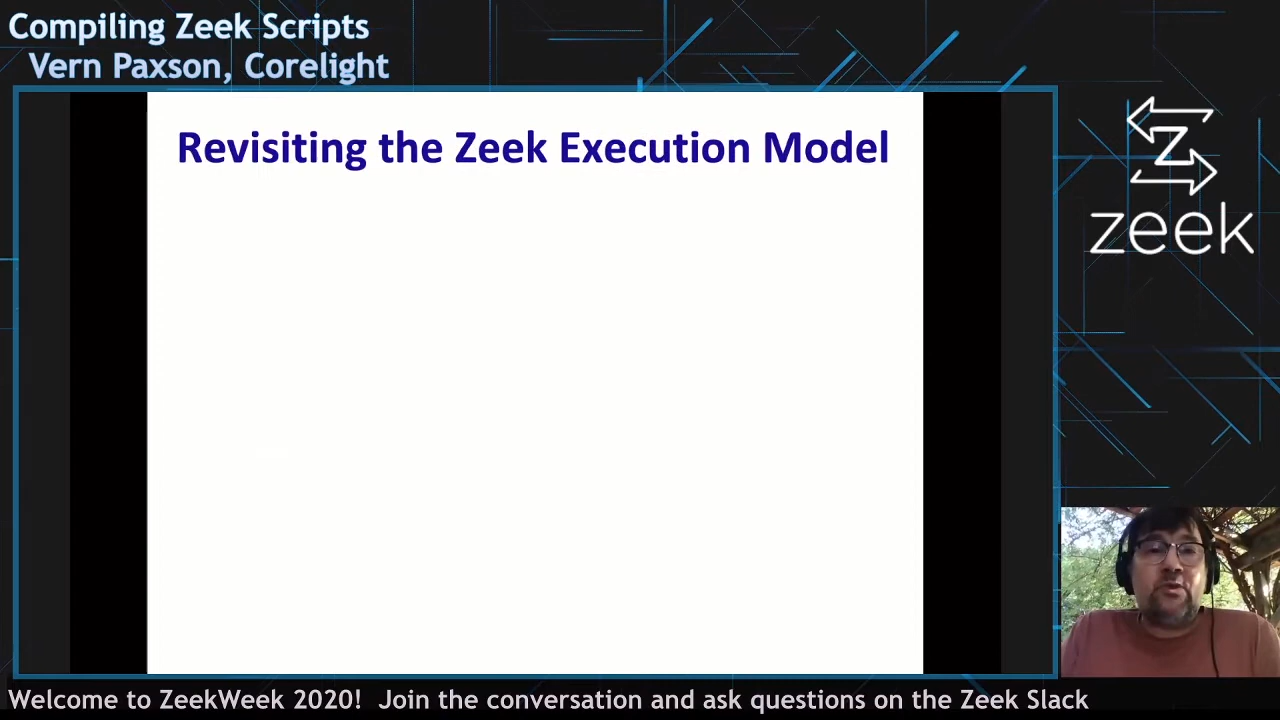 Compiling Zeek Scripts
Vern Paxson, Corelight
Revisiting the Zeek Execution Model
zeek
Welcome to ZeekWeek 2020!  Join the conversation and ask questions on the Zeek Slack